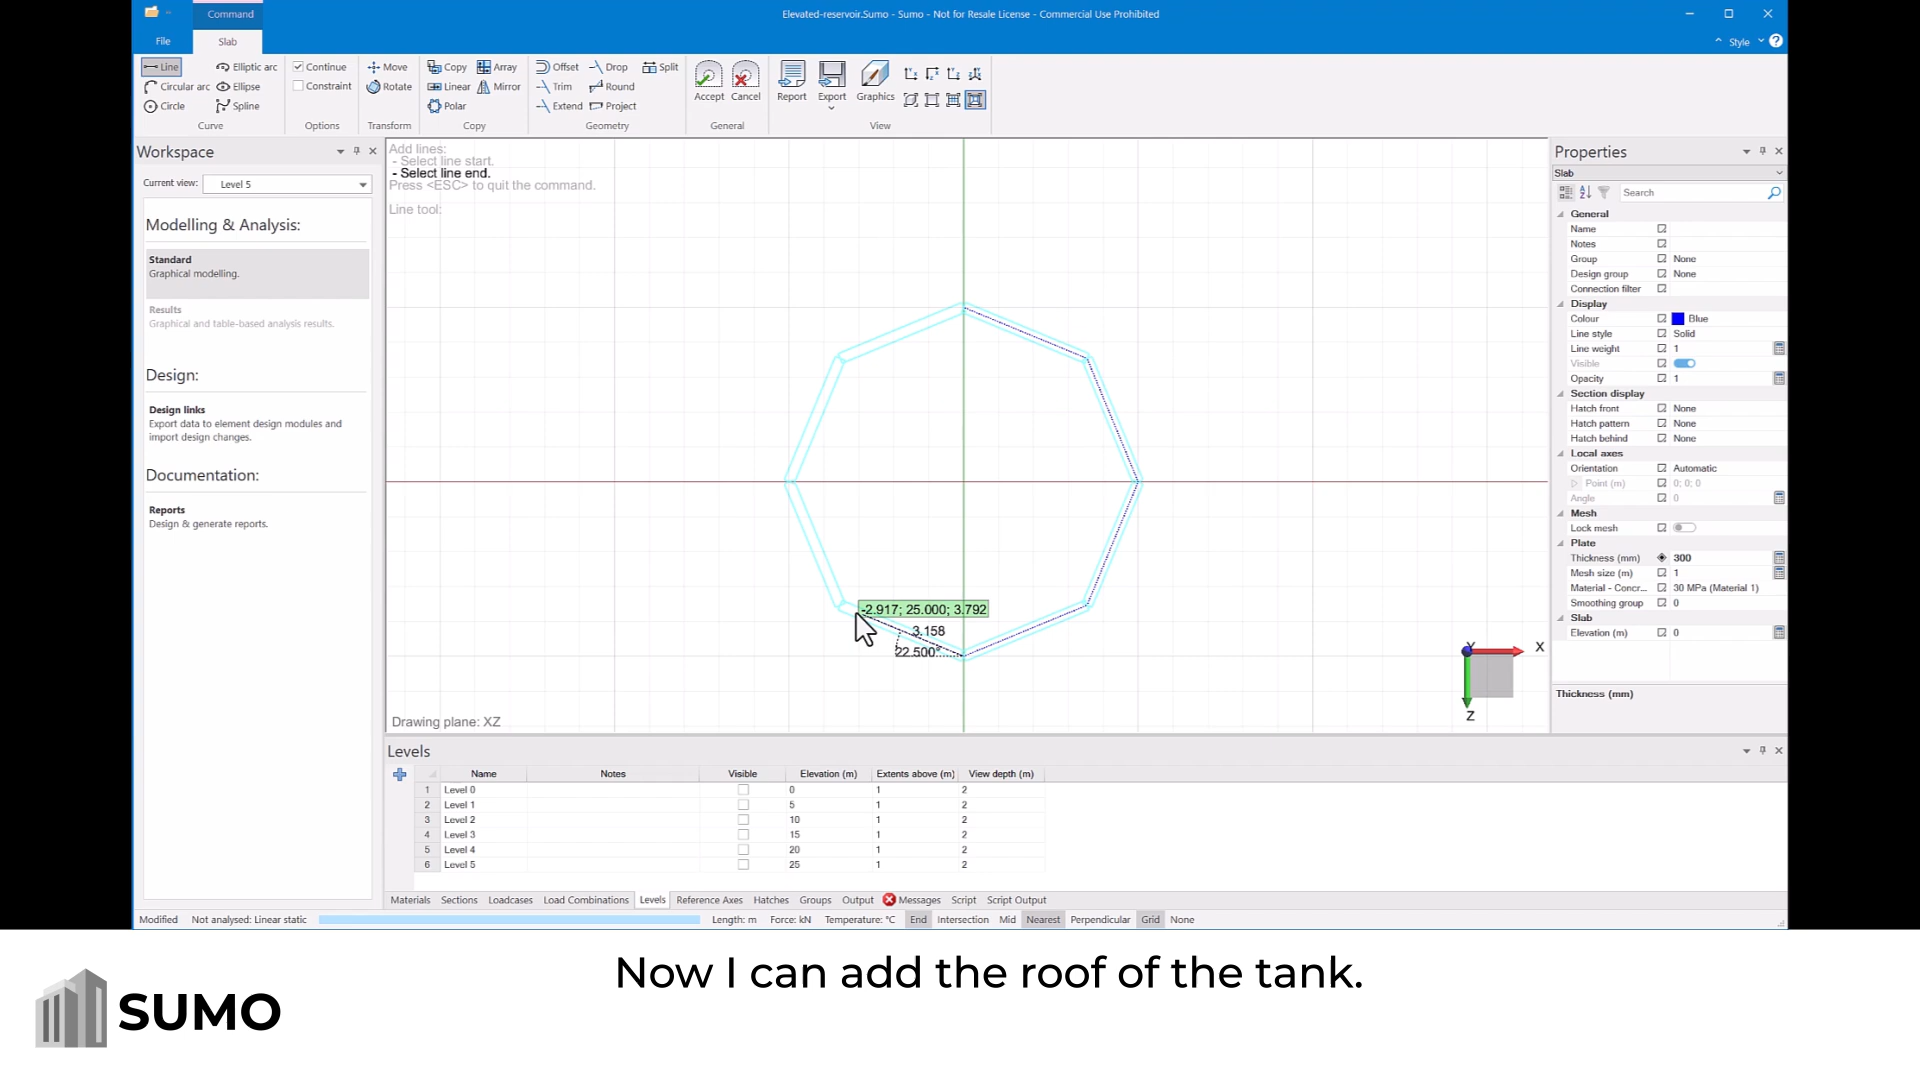 Command
Elevated-reservoir.Sumo - Sumo - Not for Resale License - Commercial Use Prohibited
File
Slab
Style
Line
Circular arc
Circle
Elliptic arc
Ellipse
Spline
Curve
Continue
Constraint
Options
Move
Rotate
Transform
Copy
Array
Linear
Mirror
Polar
Copy
Offset
Drop
Split
Trim
Round
Extend
Project
Geometry
Accept
Cancel
General
Report
Export
Graphics
View
Workspace
Current view:
Level 5
Modelling & Analysis:
Standard
Graphical modelling.
Results
Graphical and table-based analysis results.
Design:
Design links
Export data to element design modules and
import design changes.
Documentation:
Reports
Design & generate reports.
Add lines:
- Select line start.
- Select line end.
Press <ESC> to quit the command.
Line tool:
-2.917; 25.000; 3.792
3.158
22.500°
Y
X
Z
Drawing plane: XZ
Properties
Slab
Search
General
Name
Notes
Group None
Design group None
Connection filter
Display
Colour Blue
Line style Solid
Line weight 1
Visible
Opacity 1
Section display
Hatch front None
Hatch pattern None
Hatch behind None
Local axes
Orientation Automatic
Point (m) 0; 0; 0
Angle 0
Mesh
Lock mesh
Plate
Thickness (mm) 300
Mesh size (m) 1
Material - Concr... 30 MPa (Material 1)
Smoothing group 0
Slab
Elevation (m) 0
Thickness (mm)
Levels
Name Notes Visible Elevation (m) Extents above (m) View depth (m)
1 Level 0 0 1 2
2 Level 1 5 1 2
3 Level 2 10 1 2
4 Level 3 15 1 2
5 Level 4 20 1 2
6 Level 5 25 1 2
Materials Sections Loadcases Load Combinations Levels Reference Axes Hatches Groups Output Messages Script Script Output
Modified Not analysed: Linear static Length: m Force: kN Temperature: °C End Intersection Mid Nearest Perpendicular Grid None
Now I can add the roof of the tank.
SUMO